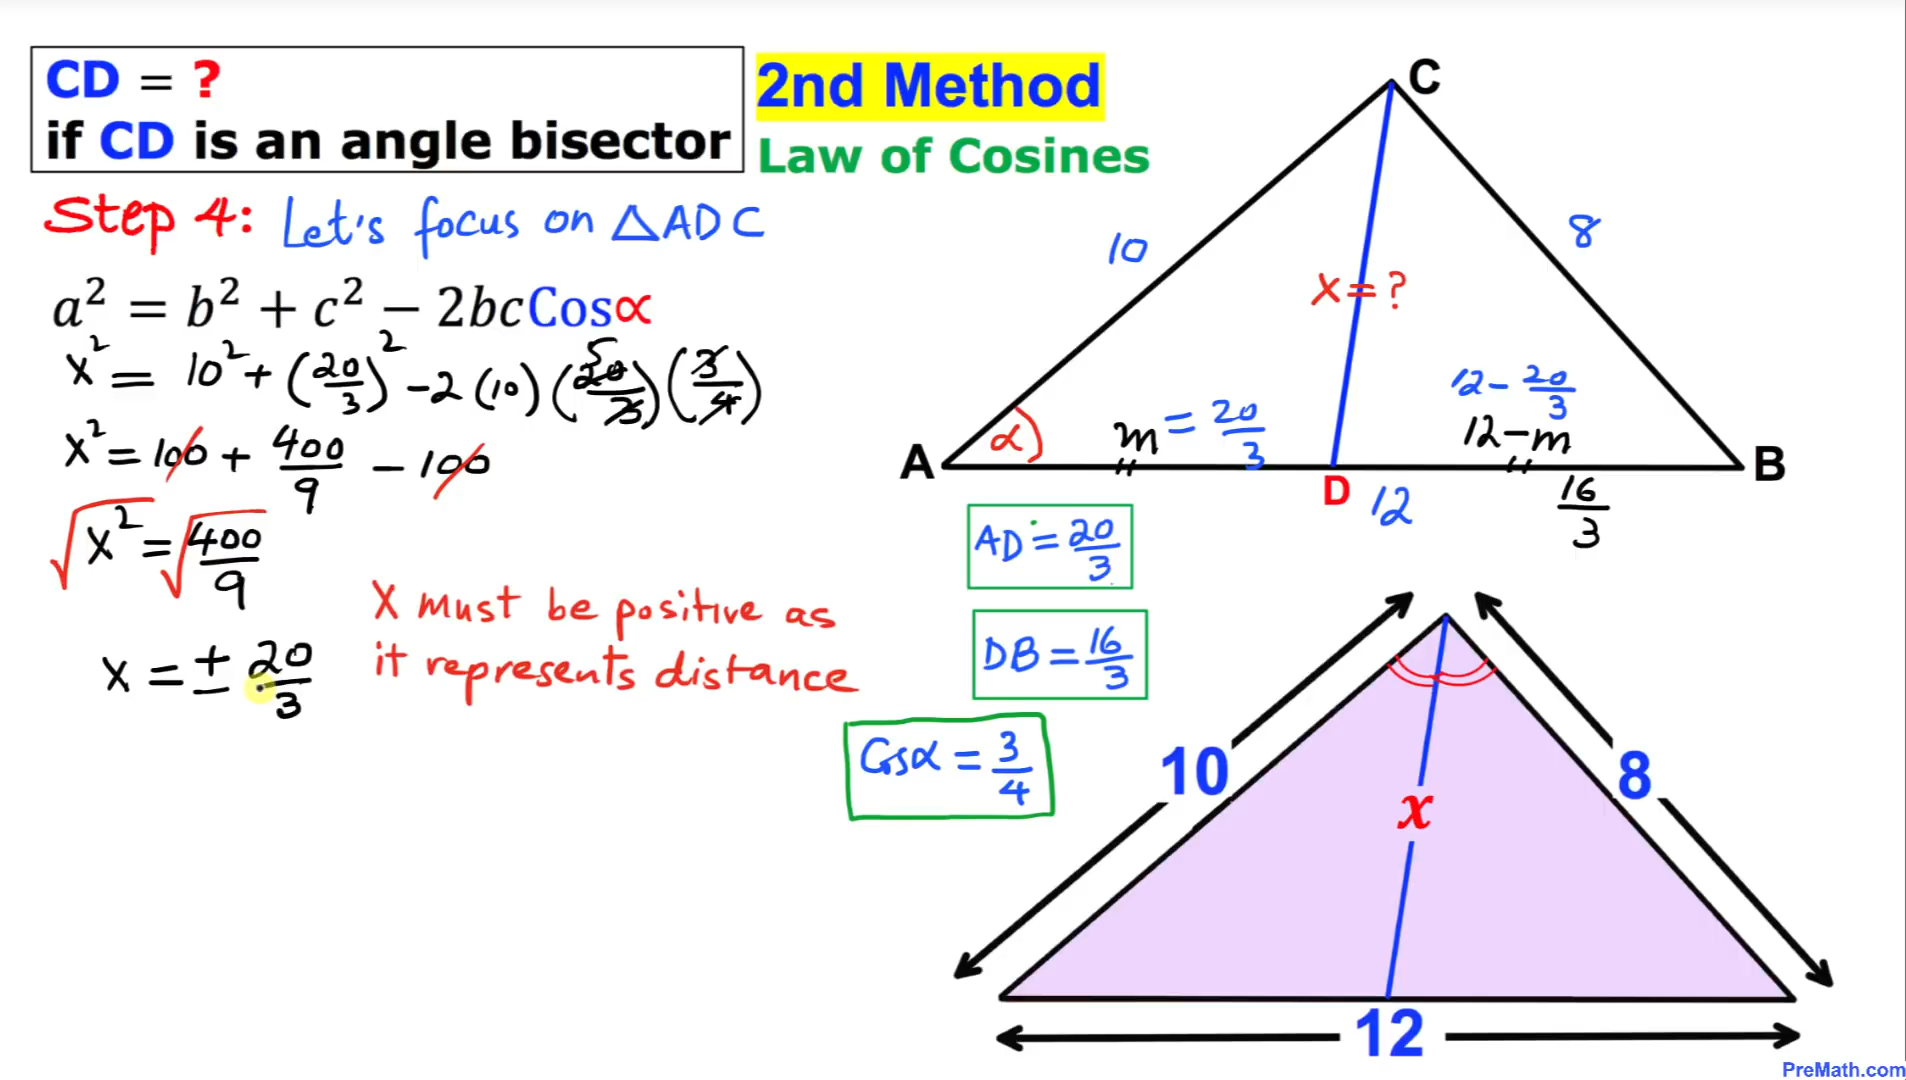 CD = ?
if CD is an angle bisector
2nd Method
Law of Cosines
Step 4: Let's focus on △ADC
a² = b² + c² − 2bcCosα
x² = 10² + (20/3)² − 2 (10) (20/3) (3/4)
5
x² = 100 + 400/9 − 100
√x² = √400/9
x = ± 20/3
X must be positive as
it represents distance
C
10
8
x = ?
12 − 20/3
A
α
m = 20/3
12 − m
B
D
12
16/3
AD = 20/3
DB = 16/3
Cosα = 3/4
10
8
x
12
PreMath.com